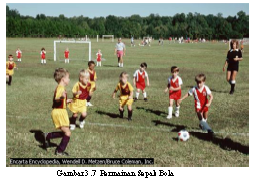 Encarta Encyclopedia, Wendell D. Metzen/Bruce Coleman, Inc.
Gambar3.7 Permainan Sepak Bola